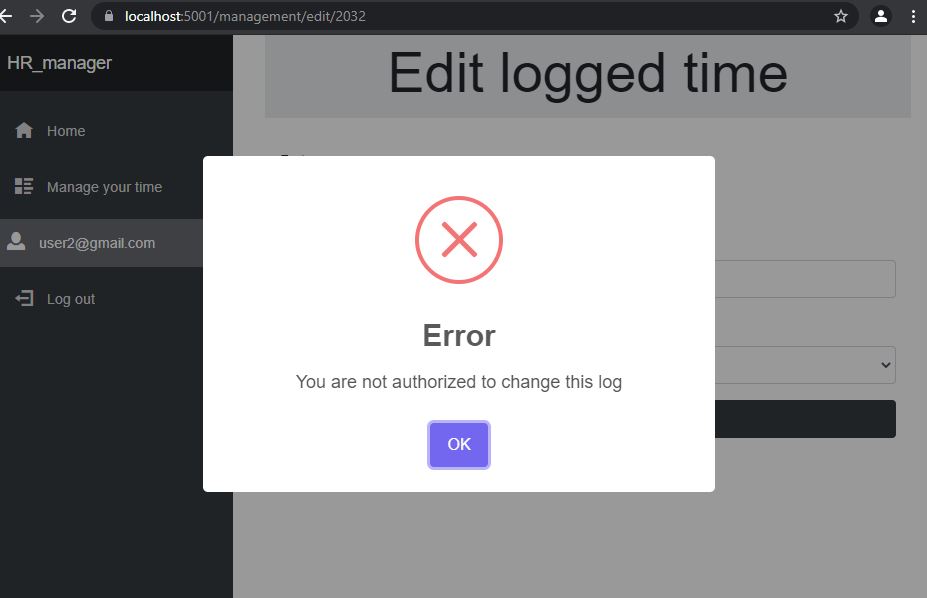 localhost:5001/management/edit/2032
HR_manager
Edit logged time
Home
Manage your time
user2@gmail.com
Log out
Error
You are not authorized to change this log
OK